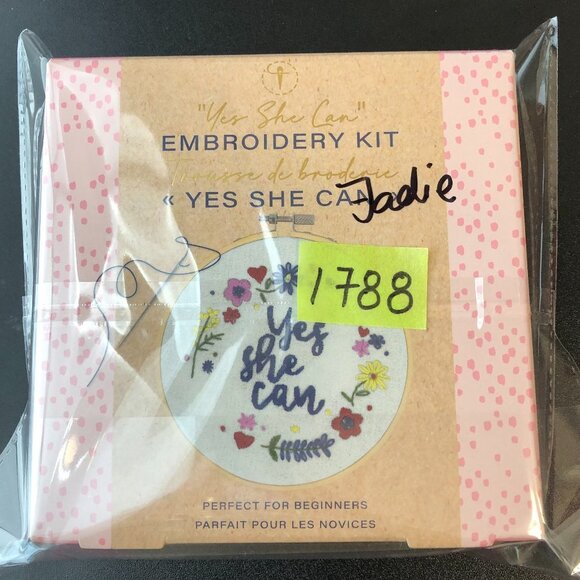 "Yes She Can"
EMBROIDERY KIT
Trousse de broderie
« YES SHE CAN
Jadie
1788
Yes
she
can
PERFECT FOR BEGINNERS
PARFAIT POUR LES NOVICES